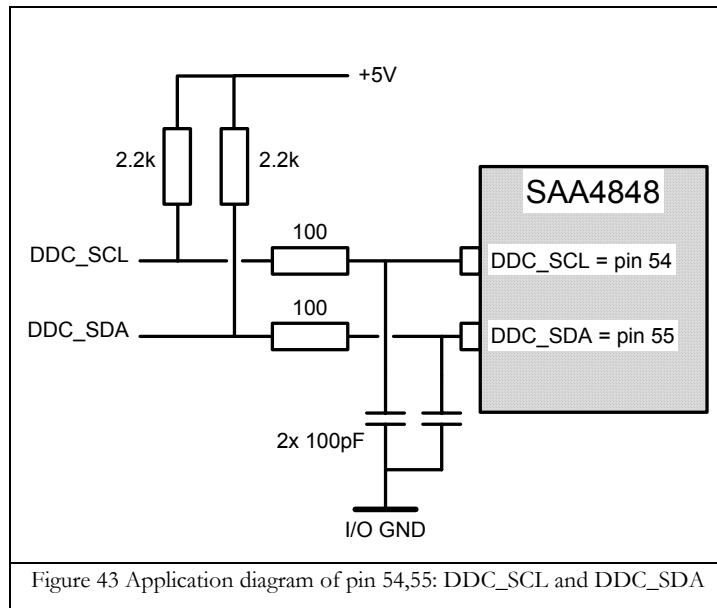 +5V
2.2k
2.2k
SAA4848
100
DDC_SCL
DDC_SCL = pin 54
100
DDC_SDA
DDC_SDA = pin 55
2x 100pF
I/O GND
Figure 43 Application diagram of pin 54,55: DDC_SCL and DDC_SDA